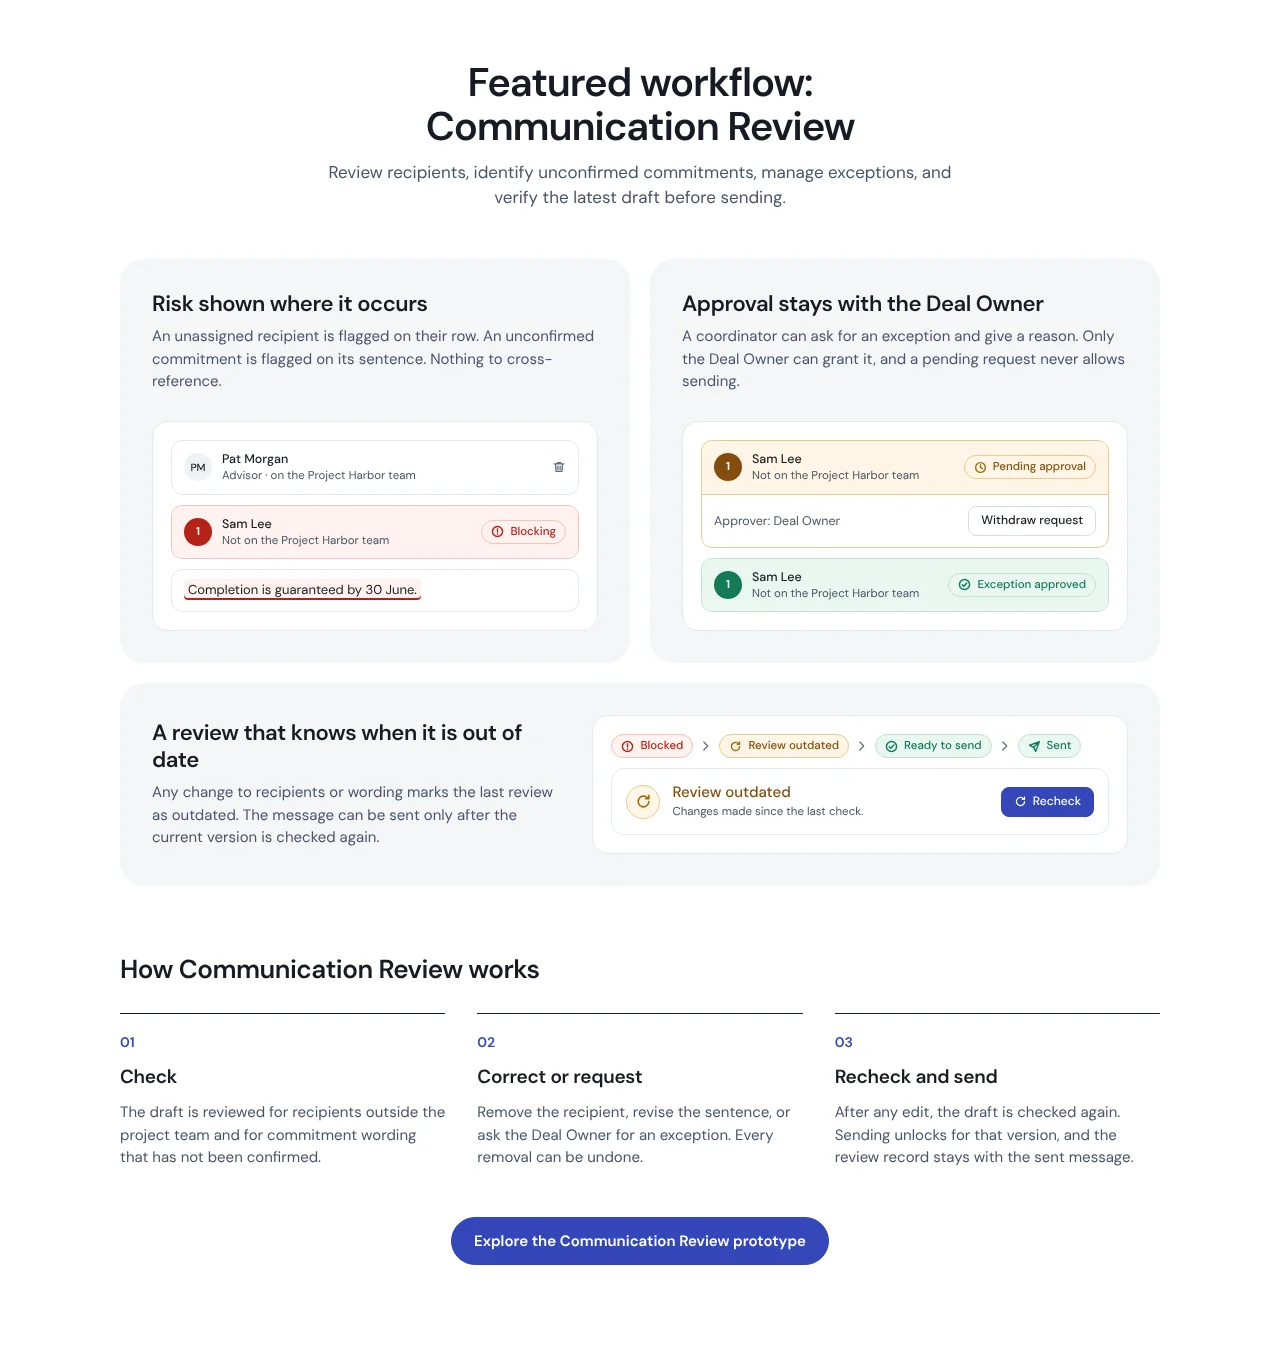 Featured workflow:
Communication Review
Review recipients, identify unconfirmed commitments, manage exceptions, and
verify the latest draft before sending.
Risk shown where it occurs
An unassigned recipient is flagged on their row. An unconfirmed
commitment is flagged on its sentence. Nothing to cross-
reference.
PM
Pat Morgan
Advisor · on the Project Harbor team
1
Sam Lee
Not on the Project Harbor team
Blocking
Completion is guaranteed by 30 June.
Approval stays with the Deal Owner
A coordinator can ask for an exception and give a reason. Only
the Deal Owner can grant it, and a pending request never allows
sending.
1
Sam Lee
Not on the Project Harbor team
Pending approval
Approver: Deal Owner
Withdraw request
1
Sam Lee
Not on the Project Harbor team
Exception approved
A review that knows when it is out of
date
Any change to recipients or wording marks the last review
as outdated. The message can be sent only after the
current version is checked again.
Blocked
Review outdated
Ready to send
Sent
Review outdated
Changes made since the last check.
Recheck
How Communication Review works
01
Check
The draft is reviewed for recipients outside the
project team and for commitment wording
that has not been confirmed.
02
Correct or request
Remove the recipient, revise the sentence, or
ask the Deal Owner for an exception. Every
removal can be undone.
03
Recheck and send
After any edit, the draft is checked again.
Sending unlocks for that version, and the
review record stays with the sent message.
Explore the Communication Review prototype